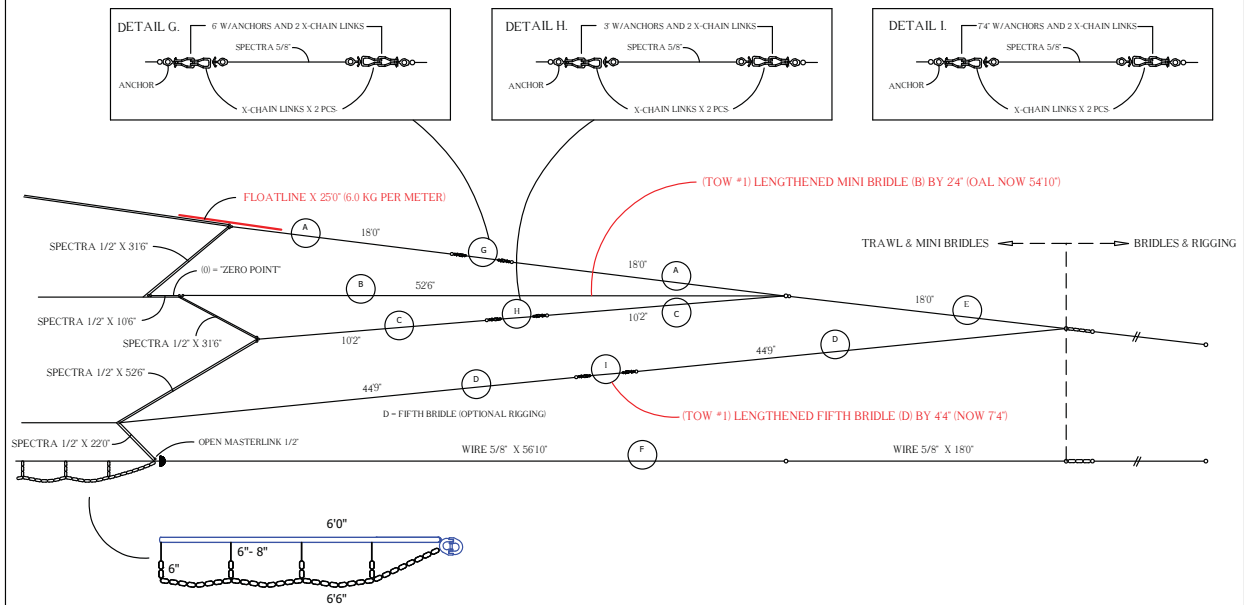 DETAIL G.
6' W/ANCHORS AND 2 X-CHAIN LINKS
SPECTRA 5/8"
ANCHOR
X-CHAIN LINKS X 2 PCS.
DETAIL H.
3' W/ANCHORS AND 2 X-CHAIN LINKS
SPECTRA 5/8"
ANCHOR
X-CHAIN LINKS X 2 PCS.
DETAIL I.
7'4" W/ANCHORS AND 2 X-CHAIN LINKS
SPECTRA 5/8"
ANCHOR
X-CHAIN LINKS X 2 PCS.
FLOATLINE X 25'0" (6.0 KG PER METER)
(TOW #1) LENGTHENED MINI BRIDLE (B) BY 2'4" (OAL NOW 54'10")
A
18'0"
G
SPECTRA 1/2" X 31'6"
TRAWL & MINI BRIDLES
BRIDLES & RIGGING
(0) = "ZERO POINT"
18'0"
A
B
52'6"
SPECTRA 1/2" X 10'6"
18'0"
E
H
10'2"
C
C
10'2"
SPECTRA 1/2" X 31'6"
44'9"
D
SPECTRA 1/2" X 52'6"
I
44'9"
D
D = FIFTH BRIDLE (OPTIONAL RIGGING)
(TOW #1) LENGTHENED FIFTH BRIDLE (D) BY 4'4" (NOW 7'4")
SPECTRA 1/2" X 22'0"
OPEN MASTERLINK 1/2"
WIRE 5/8" X 56'10"
F
WIRE 5/8" X 18'0"
6'0"
6"- 8"
6"
6'6"